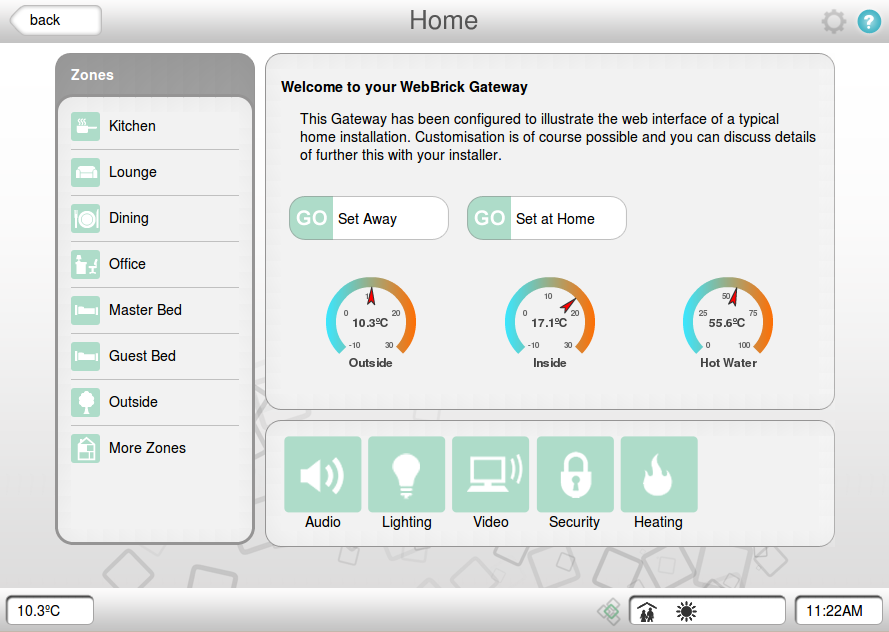 back
Home
?
Zones
Kitchen
Lounge
Dining
Office
Master Bed
Guest Bed
Outside
More Zones
Welcome to your WebBrick Gateway
This Gateway has been configured to illustrate the web interface of a typical
home installation. Customisation is of course possible and you can discuss details
of further this with your installer.
GO Set Away
GO Set at Home
-10 0 10 20 30
10.3ºC
Outside
-10 0 10 20 30
17.1ºC
Inside
0 25 50 75 100
55.6ºC
Hot Water
Audio
Lighting
Video
Security
Heating
10.3ºC
11:22AM